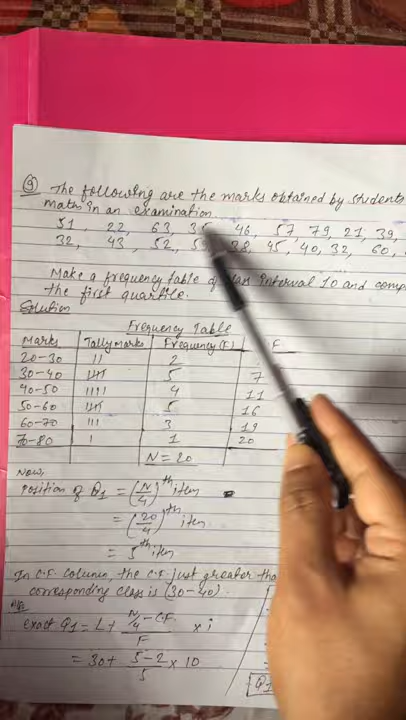 9 The following are the marks obtained by students
maths in an examination.
51, 22, 63, 35 46, 57 79, 21, 39,
32, 43, 52, 38, 45, 40, 32, 60,
Make a frequency table of class interval 10 and comp
the first quartile.
Solution
Frequency Table
Marks Tally marks Frequency (F) F
20-30 || 2
30-40 5 7
40-50 |||| 4 11
50-60 5 16
60-70 ||| 3 19
70-80 | 1 20
N = 20
Now,
position of Q1 = (N/4)th item
= (20/4)th item
= 5th item
In C.F. column, the C.F just greater tha
corresponding class is (30-40).
exact Q1 = L + (N/4 - C.F.)/F × i
= 30 + (5-2)/5 × 10
Q1